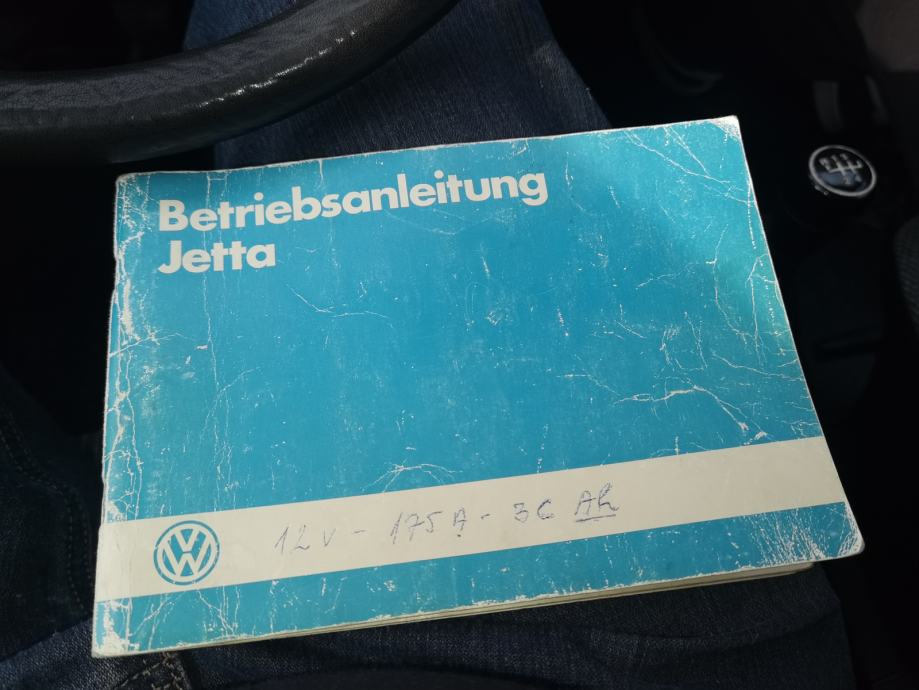 Betriebsanleitung
Jetta
12V - 175A - 36 Ah